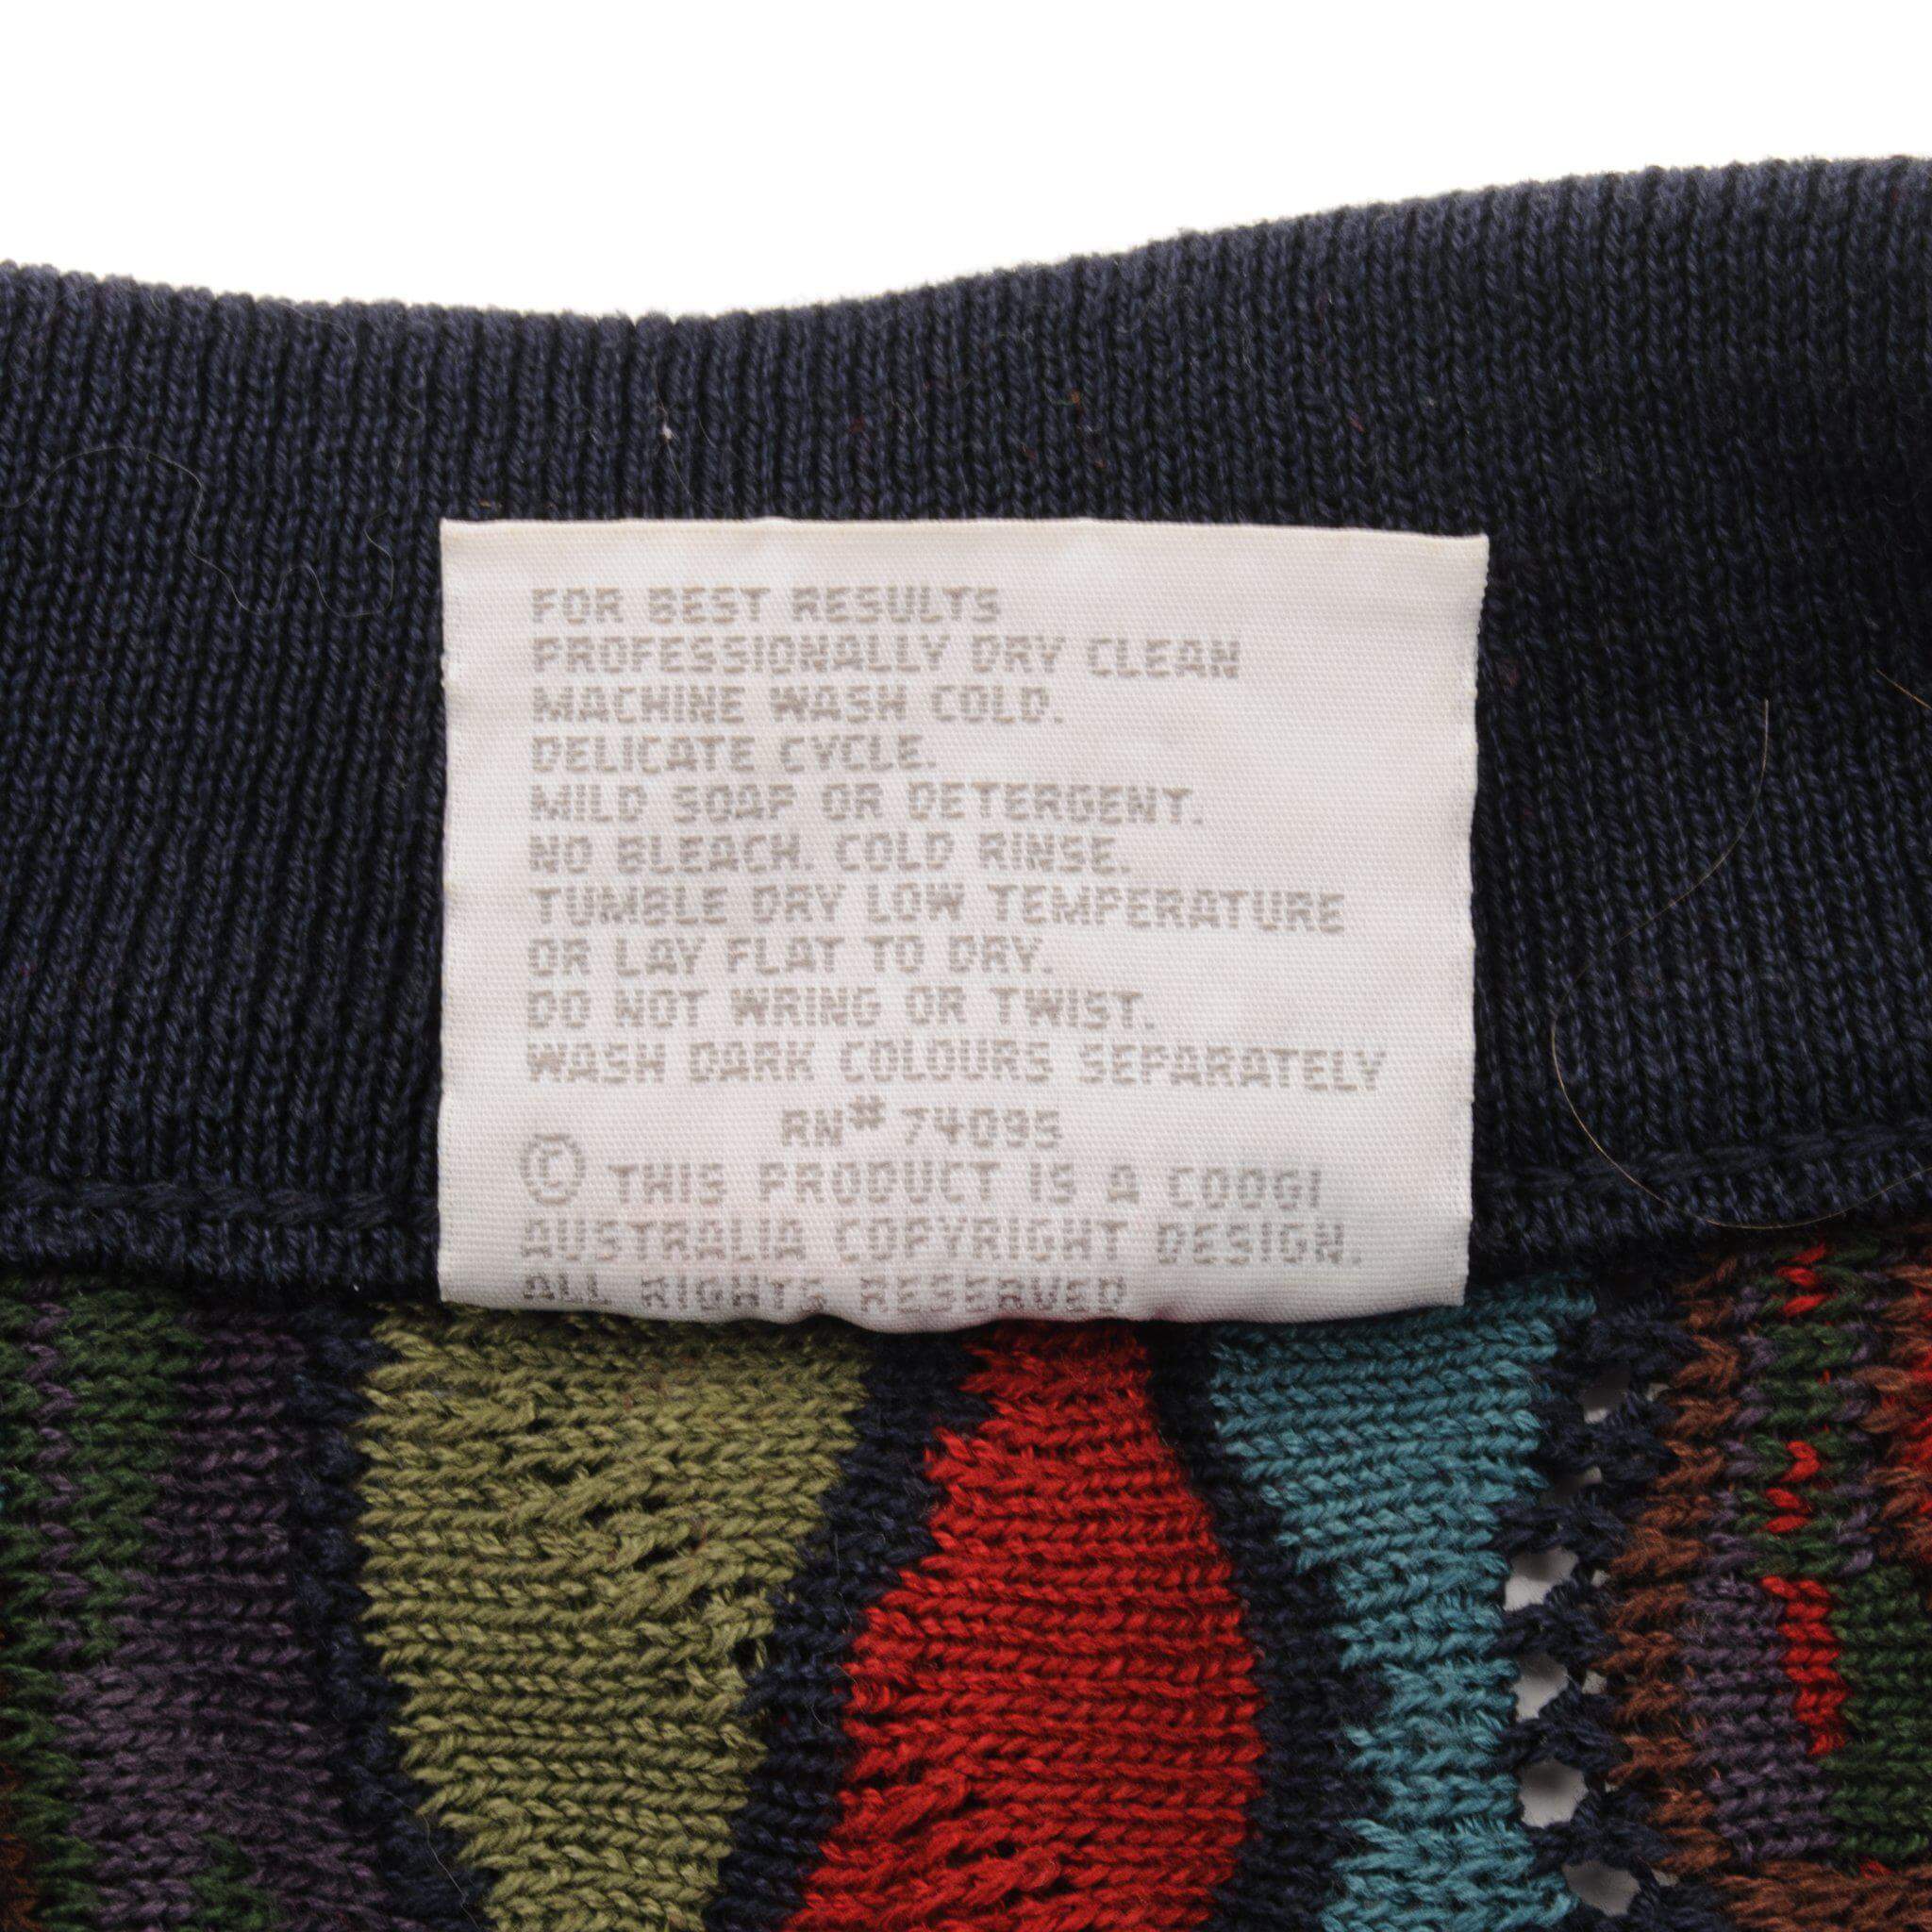 FOR BEST RESULTS
PROFESSIONALLY DRY CLEAN
MACHINE WASH COLD.
DELICATE CYCLE.
MILD SOAP OR DETERGENT.
NO BLEACH. COLD RINSE.
TUMBLE DRY LOW TEMPERATURE
OR LAY FLAT TO DRY.
DO NOT WRING OR TWIST.
WASH DARK COLOURS SEPARATELY
RN# 74095
© THIS PRODUCT IS A COOGI
AUSTRALIA COPYRIGHT DESIGN.
ALL RIGHTS RESERVED